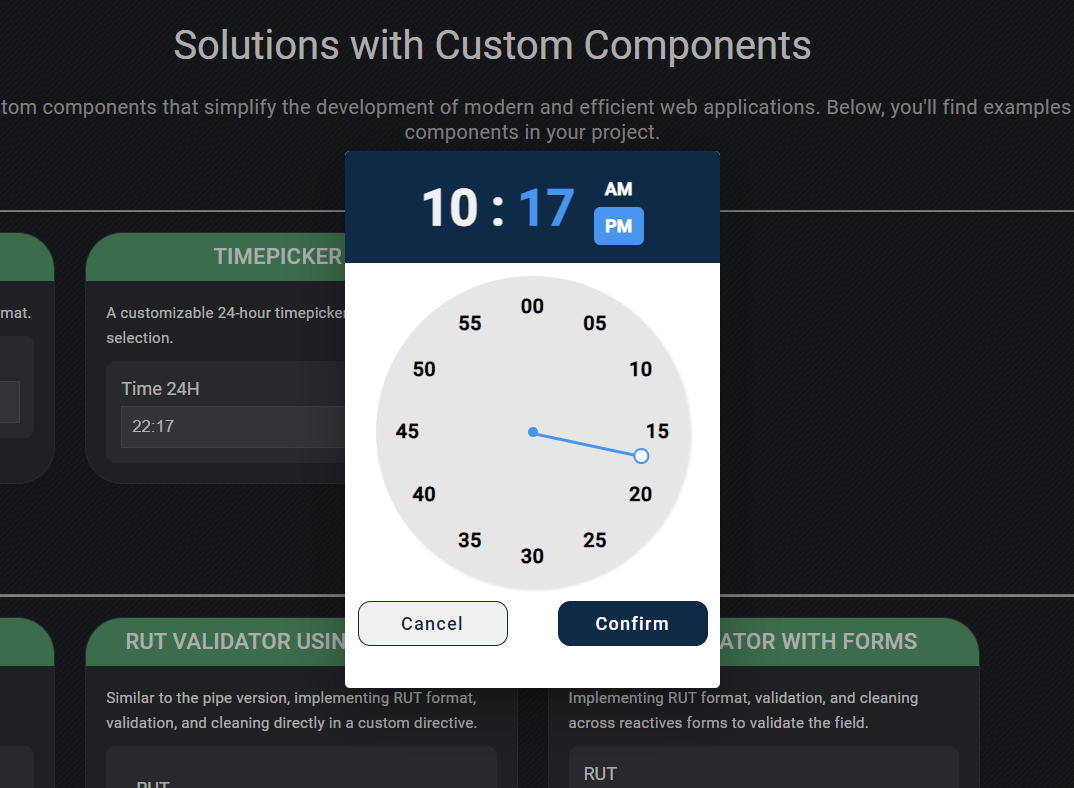 Solutions with Custom Components
tom components that simplify the development of modern and efficient web applications. Below, you'll find examples
components in your project.
10 : 17
AM
PM
TIMEPICKER
mat.
A customizable 24-hour timepicker
selection.
Time 24H
22:17
00
05
10
15
20
25
30
35
40
45
50
55
Cancel
Confirm
RUT VALIDATOR USIN
ATOR WITH FORMS
Similar to the pipe version, implementing RUT format,
validation, and cleaning directly in a custom directive.
Implementing RUT format, validation, and cleaning
across reactives forms to validate the field.
RUT
RUT